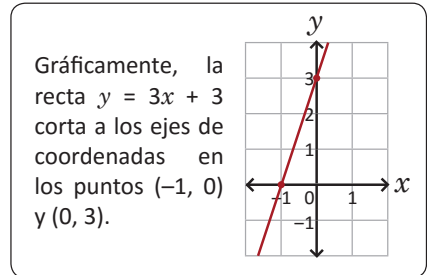 Gráficamente, la
recta y = 3x + 3
corta a los ejes de
coordenadas en
los puntos (–1, 0)
y (0, 3).
y
3
2
1
x
–1 0 1
–1